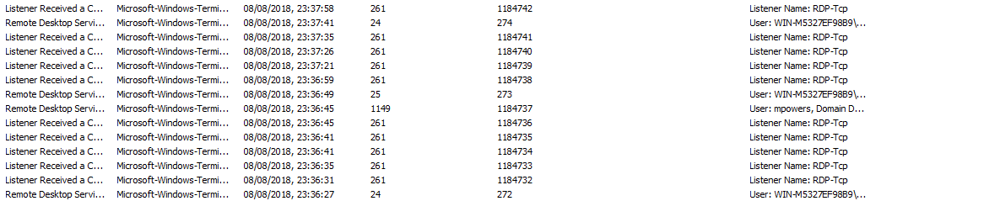 Listener Received a C... Microsoft-Windows-Termi... 08/08/2018, 23:37:58 261 1184742 Listener Name: RDP-Tcp
Remote Desktop Servi... Microsoft-Windows-Termi... 08/08/2018, 23:37:41 24 274 User: WIN-M5327EF98B9\...
Listener Received a C... Microsoft-Windows-Termi... 08/08/2018, 23:37:35 261 1184741 Listener Name: RDP-Tcp
Listener Received a C... Microsoft-Windows-Termi... 08/08/2018, 23:37:26 261 1184740 Listener Name: RDP-Tcp
Listener Received a C... Microsoft-Windows-Termi... 08/08/2018, 23:37:21 261 1184739 Listener Name: RDP-Tcp
Listener Received a C... Microsoft-Windows-Termi... 08/08/2018, 23:36:59 261 1184738 Listener Name: RDP-Tcp
Remote Desktop Servi... Microsoft-Windows-Termi... 08/08/2018, 23:36:49 25 273 User: WIN-M5327EF98B9\...
Remote Desktop Servi... Microsoft-Windows-Termi... 08/08/2018, 23:36:45 1149 1184737 User: mpowers, Domain D...
Listener Received a C... Microsoft-Windows-Termi... 08/08/2018, 23:36:45 261 1184736 Listener Name: RDP-Tcp
Listener Received a C... Microsoft-Windows-Termi... 08/08/2018, 23:36:41 261 1184735 Listener Name: RDP-Tcp
Listener Received a C... Microsoft-Windows-Termi... 08/08/2018, 23:36:41 261 1184734 Listener Name: RDP-Tcp
Listener Received a C... Microsoft-Windows-Termi... 08/08/2018, 23:36:35 261 1184733 Listener Name: RDP-Tcp
Listener Received a C... Microsoft-Windows-Termi... 08/08/2018, 23:36:31 261 1184732 Listener Name: RDP-Tcp
Remote Desktop Servi... Microsoft-Windows-Termi... 08/08/2018, 23:36:27 24 272 User: WIN-M5327EF98B9\...